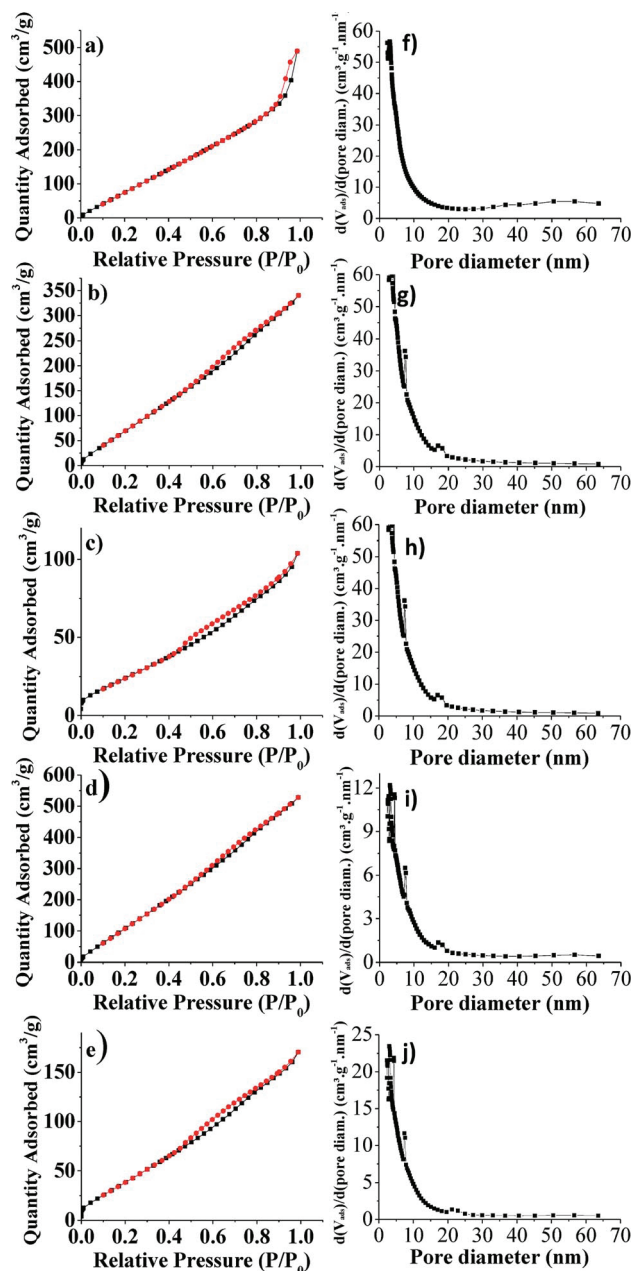 a)
Quantity Adsorbed (cm³/g)
500
400
300
200
100
0
0.0 0.2 0.4 0.6 0.8 1.0
Relative Pressure (P/P₀)
f)
d(Vads)/d(pore diam.) (cm³.g⁻¹.nm⁻¹)
60
50
40
30
20
10
0
0 10 20 30 40 50 60 70
Pore diameter (nm)
b)
Quantity Adsorbed (cm³/g)
350
300
250
200
150
100
50
0
0.0 0.2 0.4 0.6 0.8 1.0
Relative Pressure (P/P₀)
g)
d(Vads)/d(pore diam.) (cm³.g⁻¹.nm⁻¹)
60
50
40
30
20
10
0
0 10 20 30 40 50 60 70
Pore diameter (nm)
c)
Quantity Adsorbed (cm³/g)
100
50
0
0.0 0.2 0.4 0.6 0.8 1.0
Relative Pressure (P/P₀)
h)
d(Vads)/d(pore diam.) (cm³.g⁻¹.nm⁻¹)
60
50
40
30
20
10
0
0 10 20 30 40 50 60 70
Pore diameter (nm)
d)
Quantity Adsorbed (cm³/g)
600
500
400
300
200
100
0
0.0 0.2 0.4 0.6 0.8 1.0
Relative Pressure (P/P₀)
i)
d(Vads)/d(pore diam.) (cm³.g⁻¹.nm⁻¹)
12
9
6
3
0
0 10 20 30 40 50 60 70
Pore diameter (nm)
e)
Quantity Adsorbed (cm³/g)
150
100
50
0
0.0 0.2 0.4 0.6 0.8 1.0
Relative Pressure (P/P₀)
j)
d(Vads)/d(pore diam.) (cm³.g⁻¹.nm⁻¹)
25
20
15
10
5
0
0 10 20 30 40 50 60 70
Pore diameter (nm)